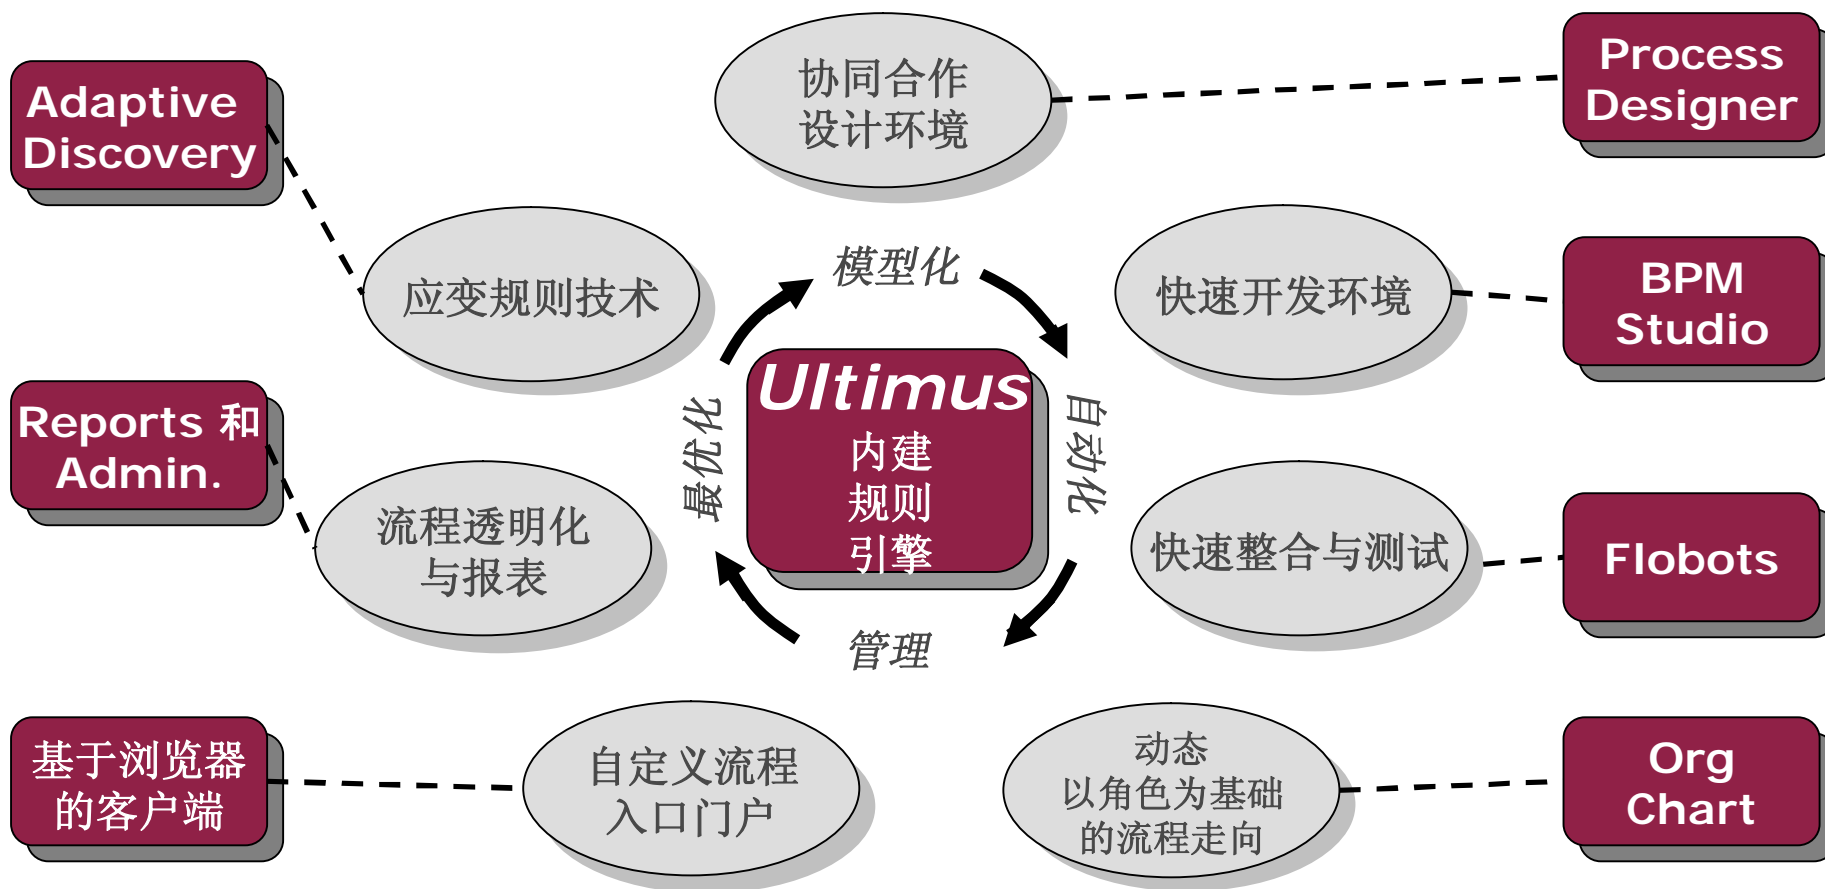 Adaptive
Discovery
协同合作
设计环境
Process
Designer
应变规则技术
模型化
快速开发环境
BPM
Studio
Reports 和
Admin.
最优化
Ultimus
内建
规则
引擎
自动化
流程透明化
与报表
快速整合与测试
Flobots
管理
基于浏览器
的客户端
自定义流程
入口门户
动态
以角色为基础
的流程走向
Org
Chart